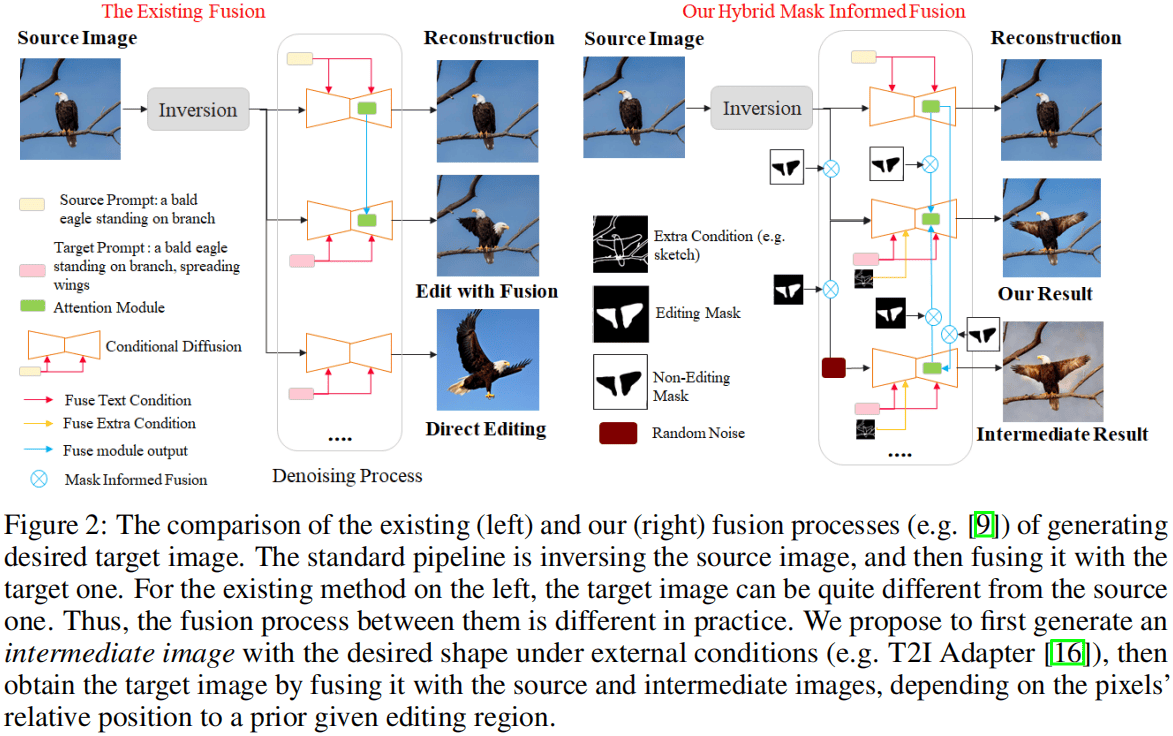 The Existing Fusion
Source Image
Reconstruction
Inversion
Source Prompt: a bald
eagle standing on branch
Target Prompt : a bald eagle
standing on branch, spreading
wings
Attention Module
Conditional Diffusion
Fuse Text Condition
Fuse Extra Condition
Fuse module output
Mask Informed Fusion
Edit with Fusion
Direct Editing
....
Denoising Process
Our Hybrid Mask Informed Fusion
Source Image
Reconstruction
Inversion
Extra Condition (e.g.
sketch)
Editing Mask
Non-Editing
Mask
Random Noise
Our Result
Intermediate Result
....
Figure 2: The comparison of the existing (left) and our (right) fusion processes (e.g. [9]) of generating
desired target image. The standard pipeline is inversing the source image, and then fusing it with the
target one. For the existing method on the left, the target image can be quite different from the source
one. Thus, the fusion process between them is different in practice. We propose to first generate an
intermediate image with the desired shape under external conditions (e.g. T2I Adapter [16]), then
obtain the target image by fusing it with the source and intermediate images, depending on the pixels'
relative position to a prior given editing region.